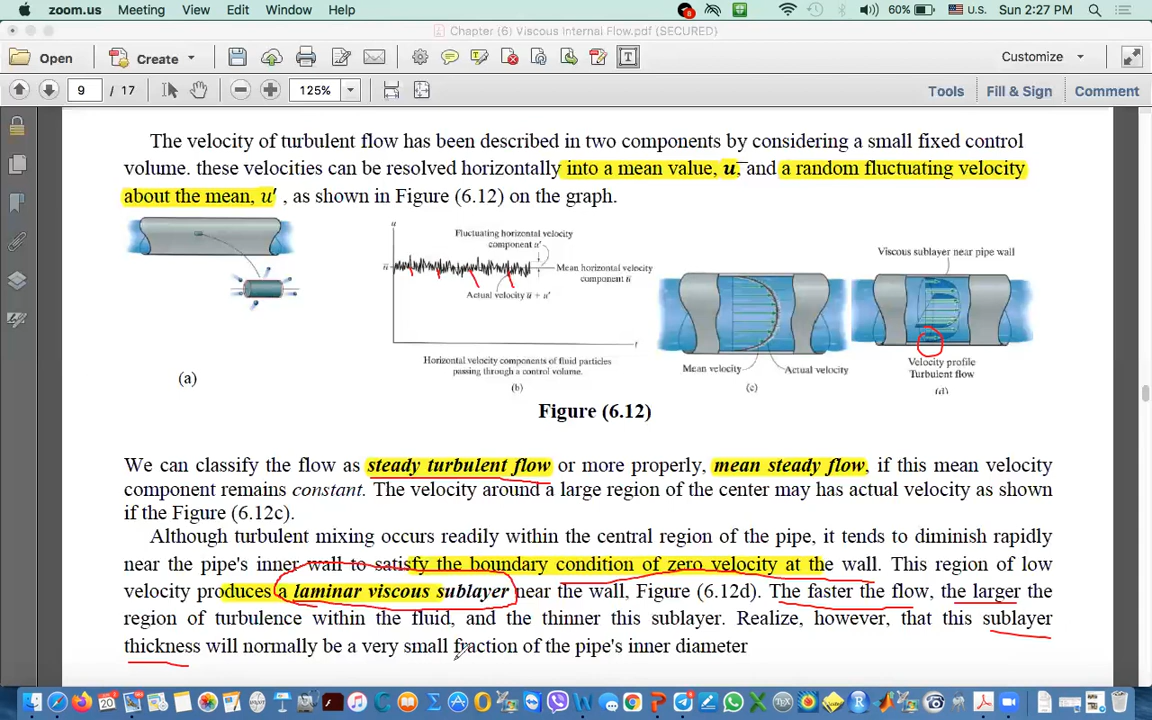 zoom.us Meeting View Edit Window Help 60% U.S. Sun 2:27 PM
Chapter (6) Viscous Internal Flow.pdf (SECURED)
Open Create Customize
9 / 17 125% Tools Fill & Sign Comment
The velocity of turbulent flow has been described in two components by considering a small fixed control
volume. these velocities can be resolved horizontally into a mean value, u̅, and a random fluctuating velocity
about the mean, u′ , as shown in Figure (6.12) on the graph.
u
Fluctuating horizontal velocity
component u′
u̅
Mean horizontal velocity
component u̅
Actual velocity u̅ + u′
t
Horizontal velocity components of fluid particles
passing through a control volume.
Viscous sublayer near pipe wall
Mean velocity Actual velocity
Velocity profile
Turbulent flow
(a)
(b)
(c)
(d)
Figure (6.12)
We can classify the flow as steady turbulent flow or more properly, mean steady flow, if this mean velocity
component remains constant. The velocity around a large region of the center may has actual velocity as shown
if the Figure (6.12c).
Although turbulent mixing occurs readily within the central region of the pipe, it tends to diminish rapidly
near the pipe's inner wall to satisfy the boundary condition of zero velocity at the wall. This region of low
velocity produces a laminar viscous sublayer near the wall, Figure (6.12d). The faster the flow, the larger the
region of turbulence within the fluid, and the thinner this sublayer. Realize, however, that this sublayer
thickness will normally be a very small fraction of the pipe's inner diameter